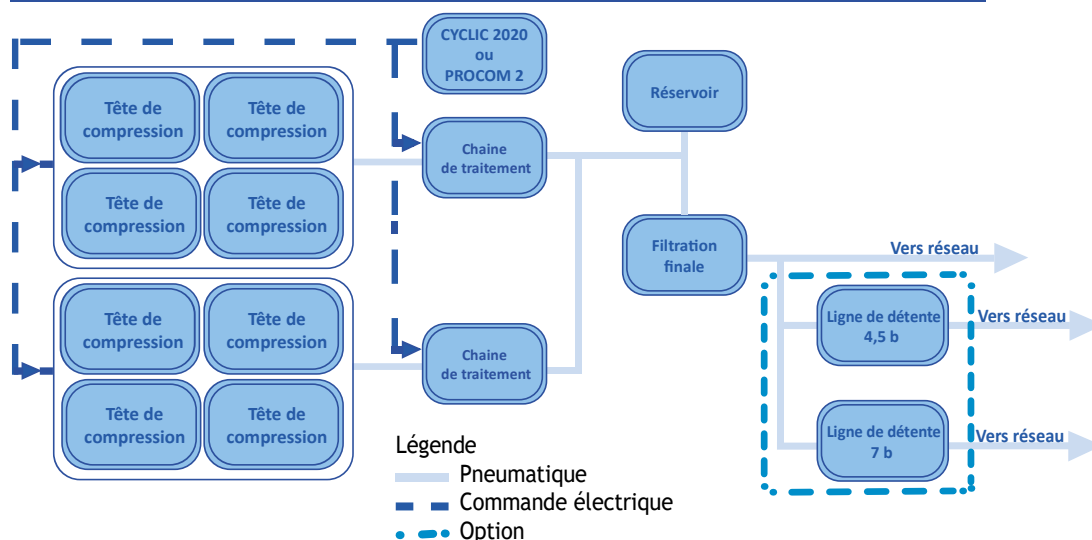 CYCLIC 2020
ou
PROCOM 2
Tête de
compression
Tête de
compression
Tête de
compression
Tête de
compression
Chaine
de traitement
Réservoir
Filtration
finale
Vers réseau
Tête de
compression
Tête de
compression
Tête de
compression
Tête de
compression
Chaine
de traitement
Ligne de détente
4,5 b
Vers réseau
Ligne de détente
7 b
Vers réseau
Légende
Pneumatique
Commande électrique
Option